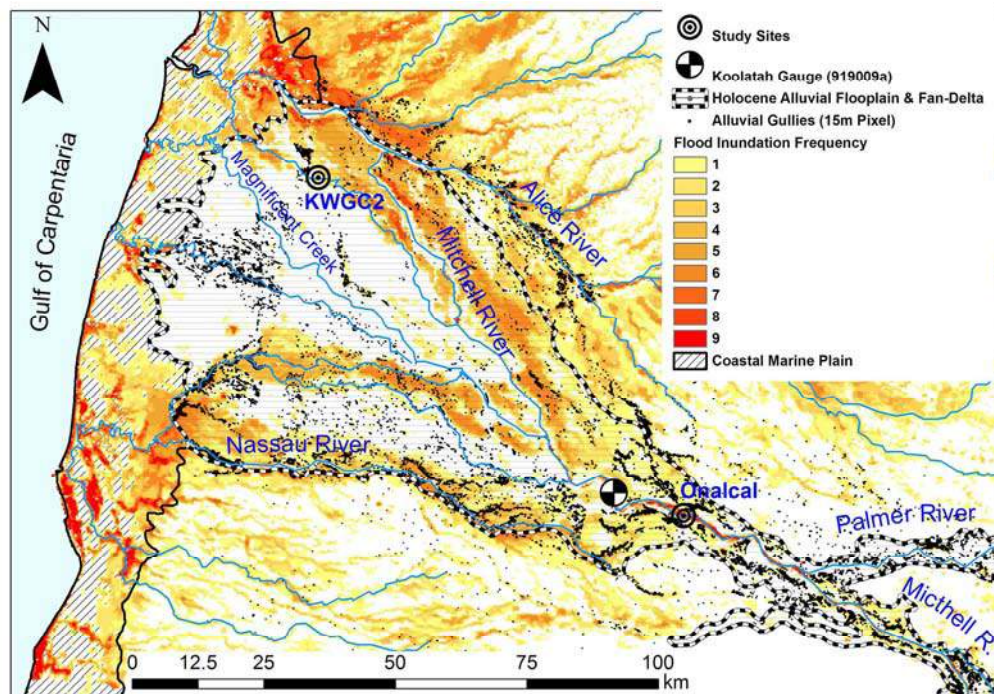 N
Gulf of Carpentaria
KWGC2
Magnificent Creek
Mitchell River
Alice River
Nassau River
Onalcal
Palmer River
Micthell R.
Study Sites
Koolatah Gauge (919009a)
Holocene Alluvial Flooplain & Fan-Delta
Alluvial Gullies (15m Pixel)
Flood Inundation Frequency
1
2
3
4
5
6
7
8
9
Coastal Marine Plain
0 12.5 25 50 75 100
km